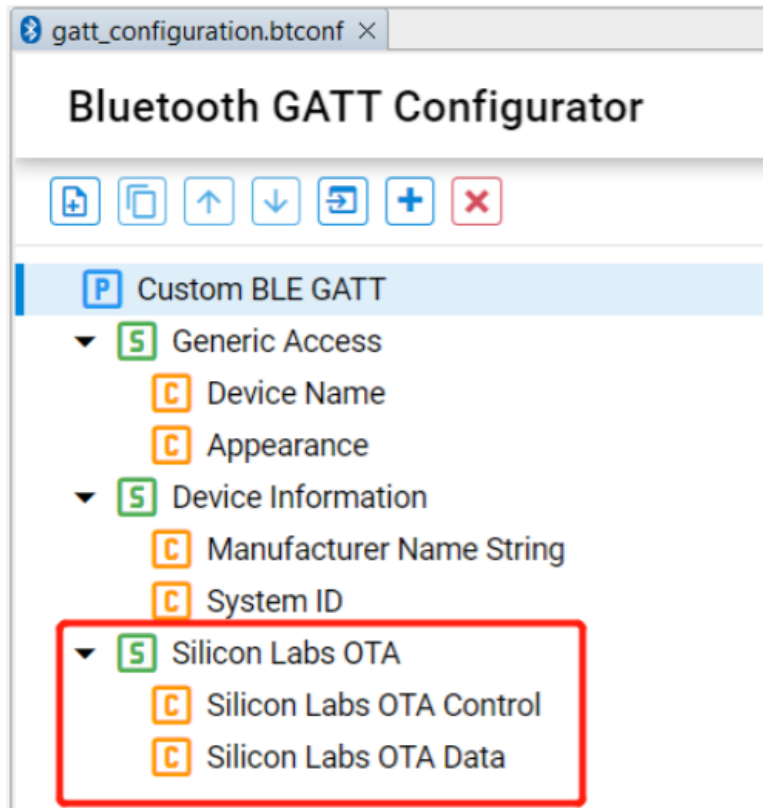 gatt_configuration.btconf
Bluetooth GATT Configurator
P Custom BLE GATT
S Generic Access
C Device Name
C Appearance
S Device Information
C Manufacturer Name String
C System ID
S Silicon Labs OTA
C Silicon Labs OTA Control
C Silicon Labs OTA Data